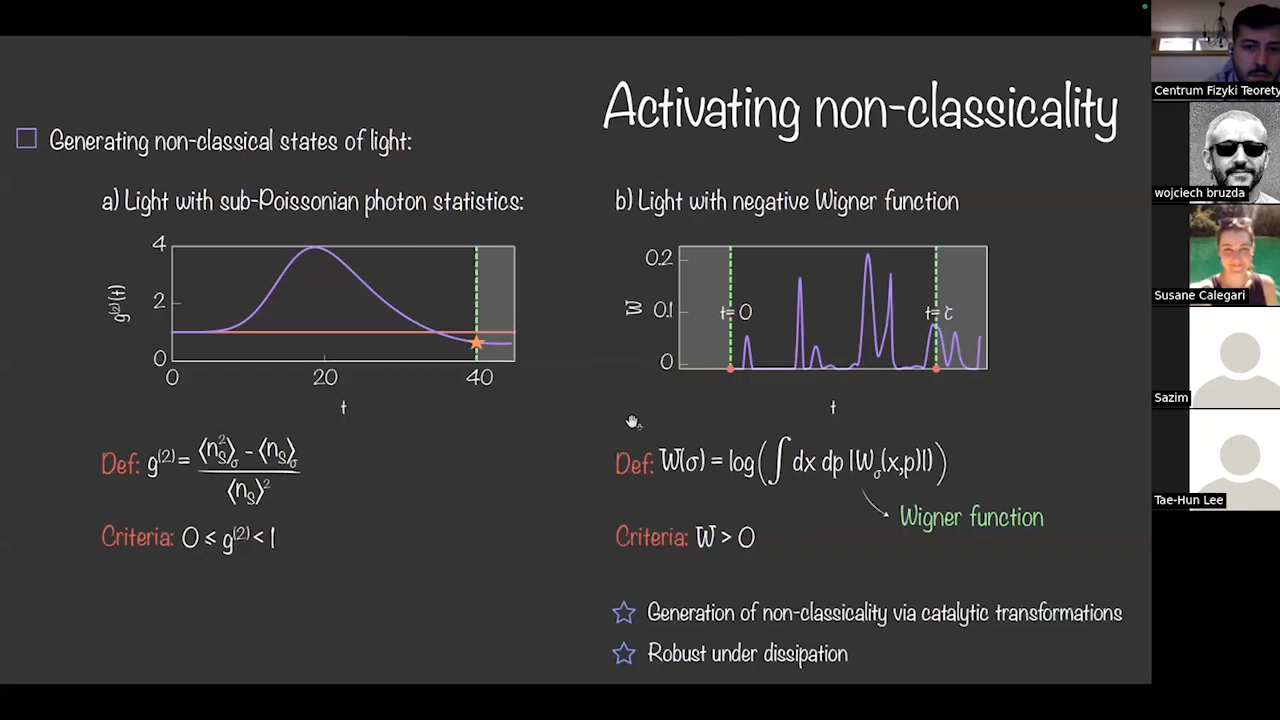 Activating non-classicality
Generating non-classical states of light:
a) Light with sub-Poissonian photon statistics:
4
2
0
g⁽²⁾(t)
0 20 40
t
Def: g⁽²⁾ = (⟨n_S²⟩_σ - ⟨n_S⟩_σ) / ⟨n_S⟩²
Criteria: 0 ≤ g⁽²⁾ < 1
b) Light with negative Wigner function
0.2
0.1
0
W
t= 0
t= τ
t
Def: W(σ) = log(∫ dx dp |W_σ(x,p)|)
Wigner function
Criteria: W > 0
Generation of non-classicality via catalytic transformations
Robust under dissipation
Centrum Fizyki Teorety
wojciech bruzda
Susane Calegari
Sazim
Tae-Hun Lee